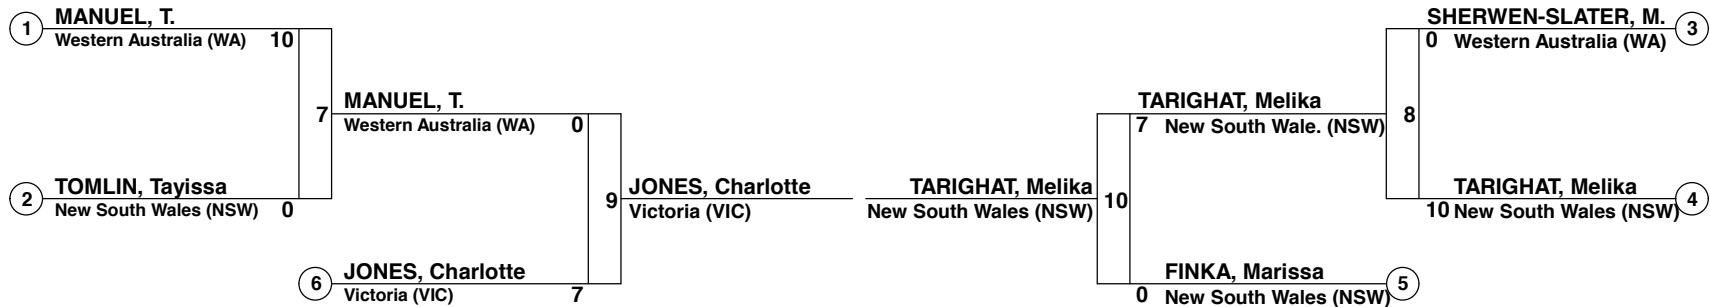 1 MANUEL, T.
Western Australia (WA) 10
2 TOMLIN, Tayissa
New South Wales (NSW) 0
7
MANUEL, T.
Western Australia (WA) 0
6 JONES, Charlotte
Victoria (VIC) 7
9
JONES, Charlotte
Victoria (VIC)
TARIGHAT, Melika
New South Wales (NSW)
10
TARIGHAT, Melika
7 New South Wale. (NSW)
FINKA, Marissa 5
0 New South Wales (NSW)
8
SHERWEN-SLATER, M. 3
0 Western Australia (WA)
TARIGHAT, Melika 4
10 New South Wales (NSW)